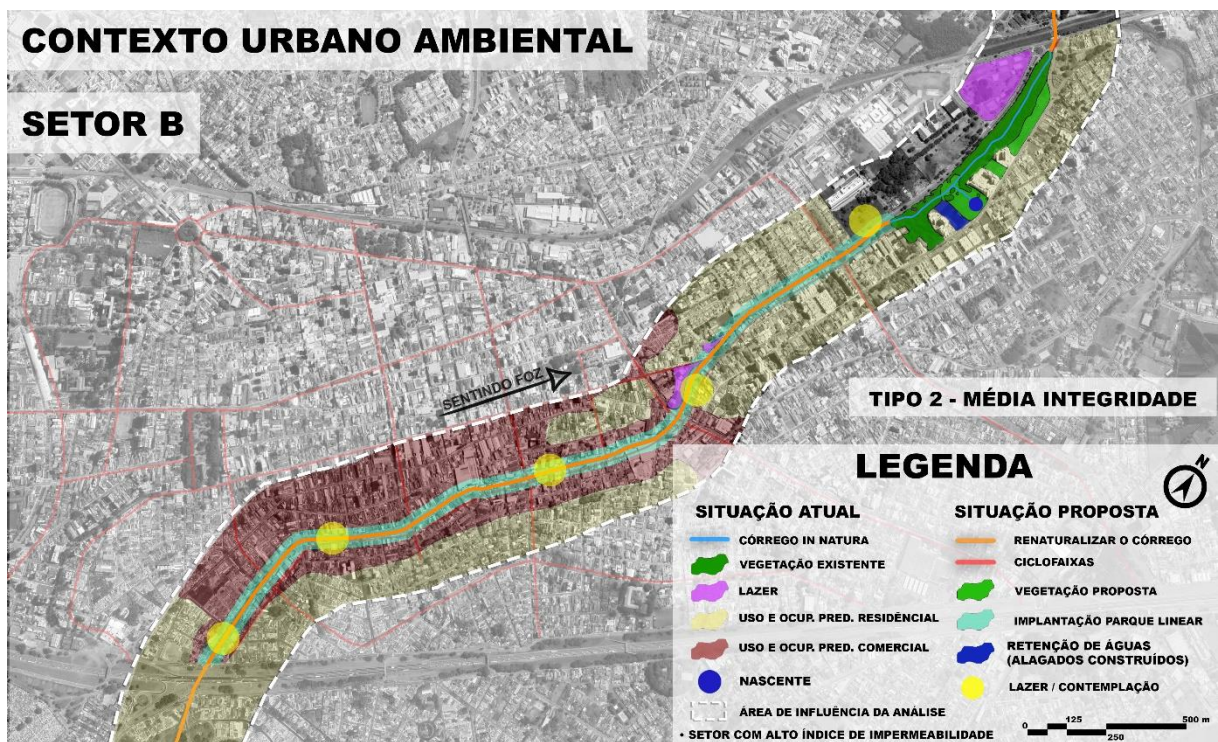 CONTEXTO URBANO AMBIENTAL
SETOR B
SENTINDO FOZ
TIPO 2 - MÉDIA INTEGRIDADE
LEGENDA
N
SITUAÇÃO ATUAL
CÓRREGO IN NATURA
VEGETAÇÃO EXISTENTE
LAZER
USO E OCUP. PRED. RESIDÊNCIAL
USO E OCUP. PRED. COMERCIAL
NASCENTE
ÁREA DE INFLUÊNCIA DA ANÁLISE
• SETOR COM ALTO ÍNDICE DE IMPERMEABILIDADE
SITUAÇÃO PROPOSTA
RENATURALIZAR O CÓRREGO
CICLOFAIXAS
VEGETAÇÃO PROPOSTA
IMPLANTAÇÃO PARQUE LINEAR
RETENÇÃO DE ÁGUAS
(ALAGADOS CONSTRUÍDOS)
LAZER / CONTEMPLAÇÃO
0 125 500 m
250